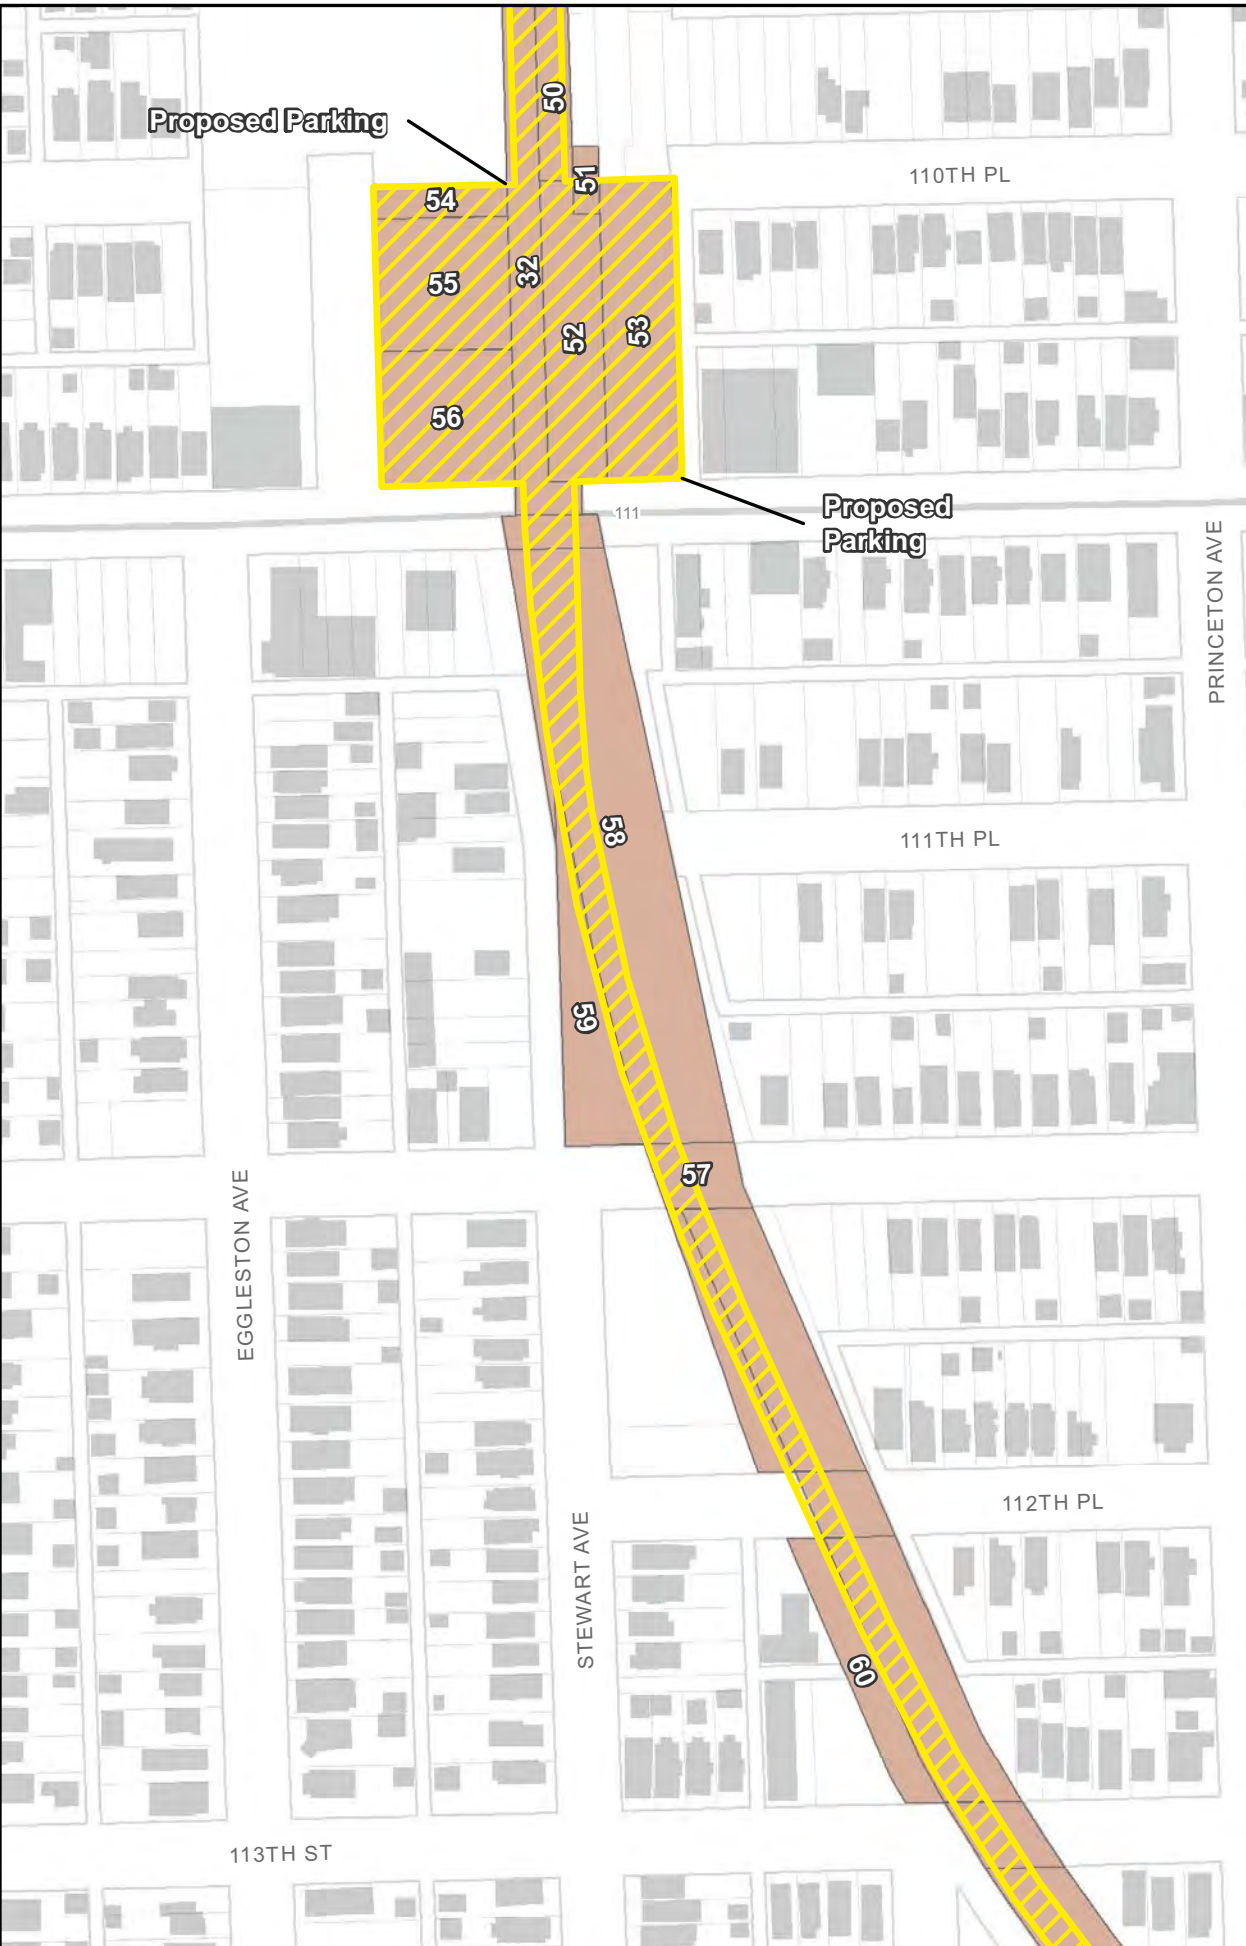 50
Proposed Parking
110TH PL
51
54
32
55
53
52
56
Proposed
Parking
111
PRINCETON AVE
58
111TH PL
59
57
EGGLESTON AVE
112TH PL
STEWART AVE
60
113TH ST